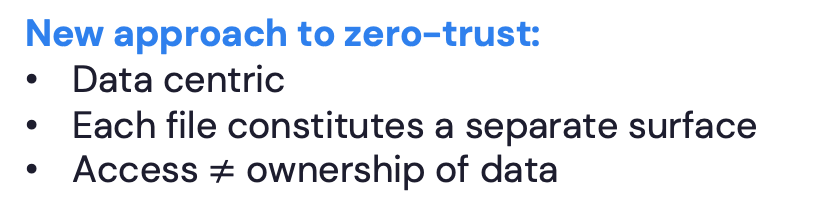 New approach to zero-trust:
• Data centric
• Each file constitutes a separate surface
• Access ≠ ownership of data